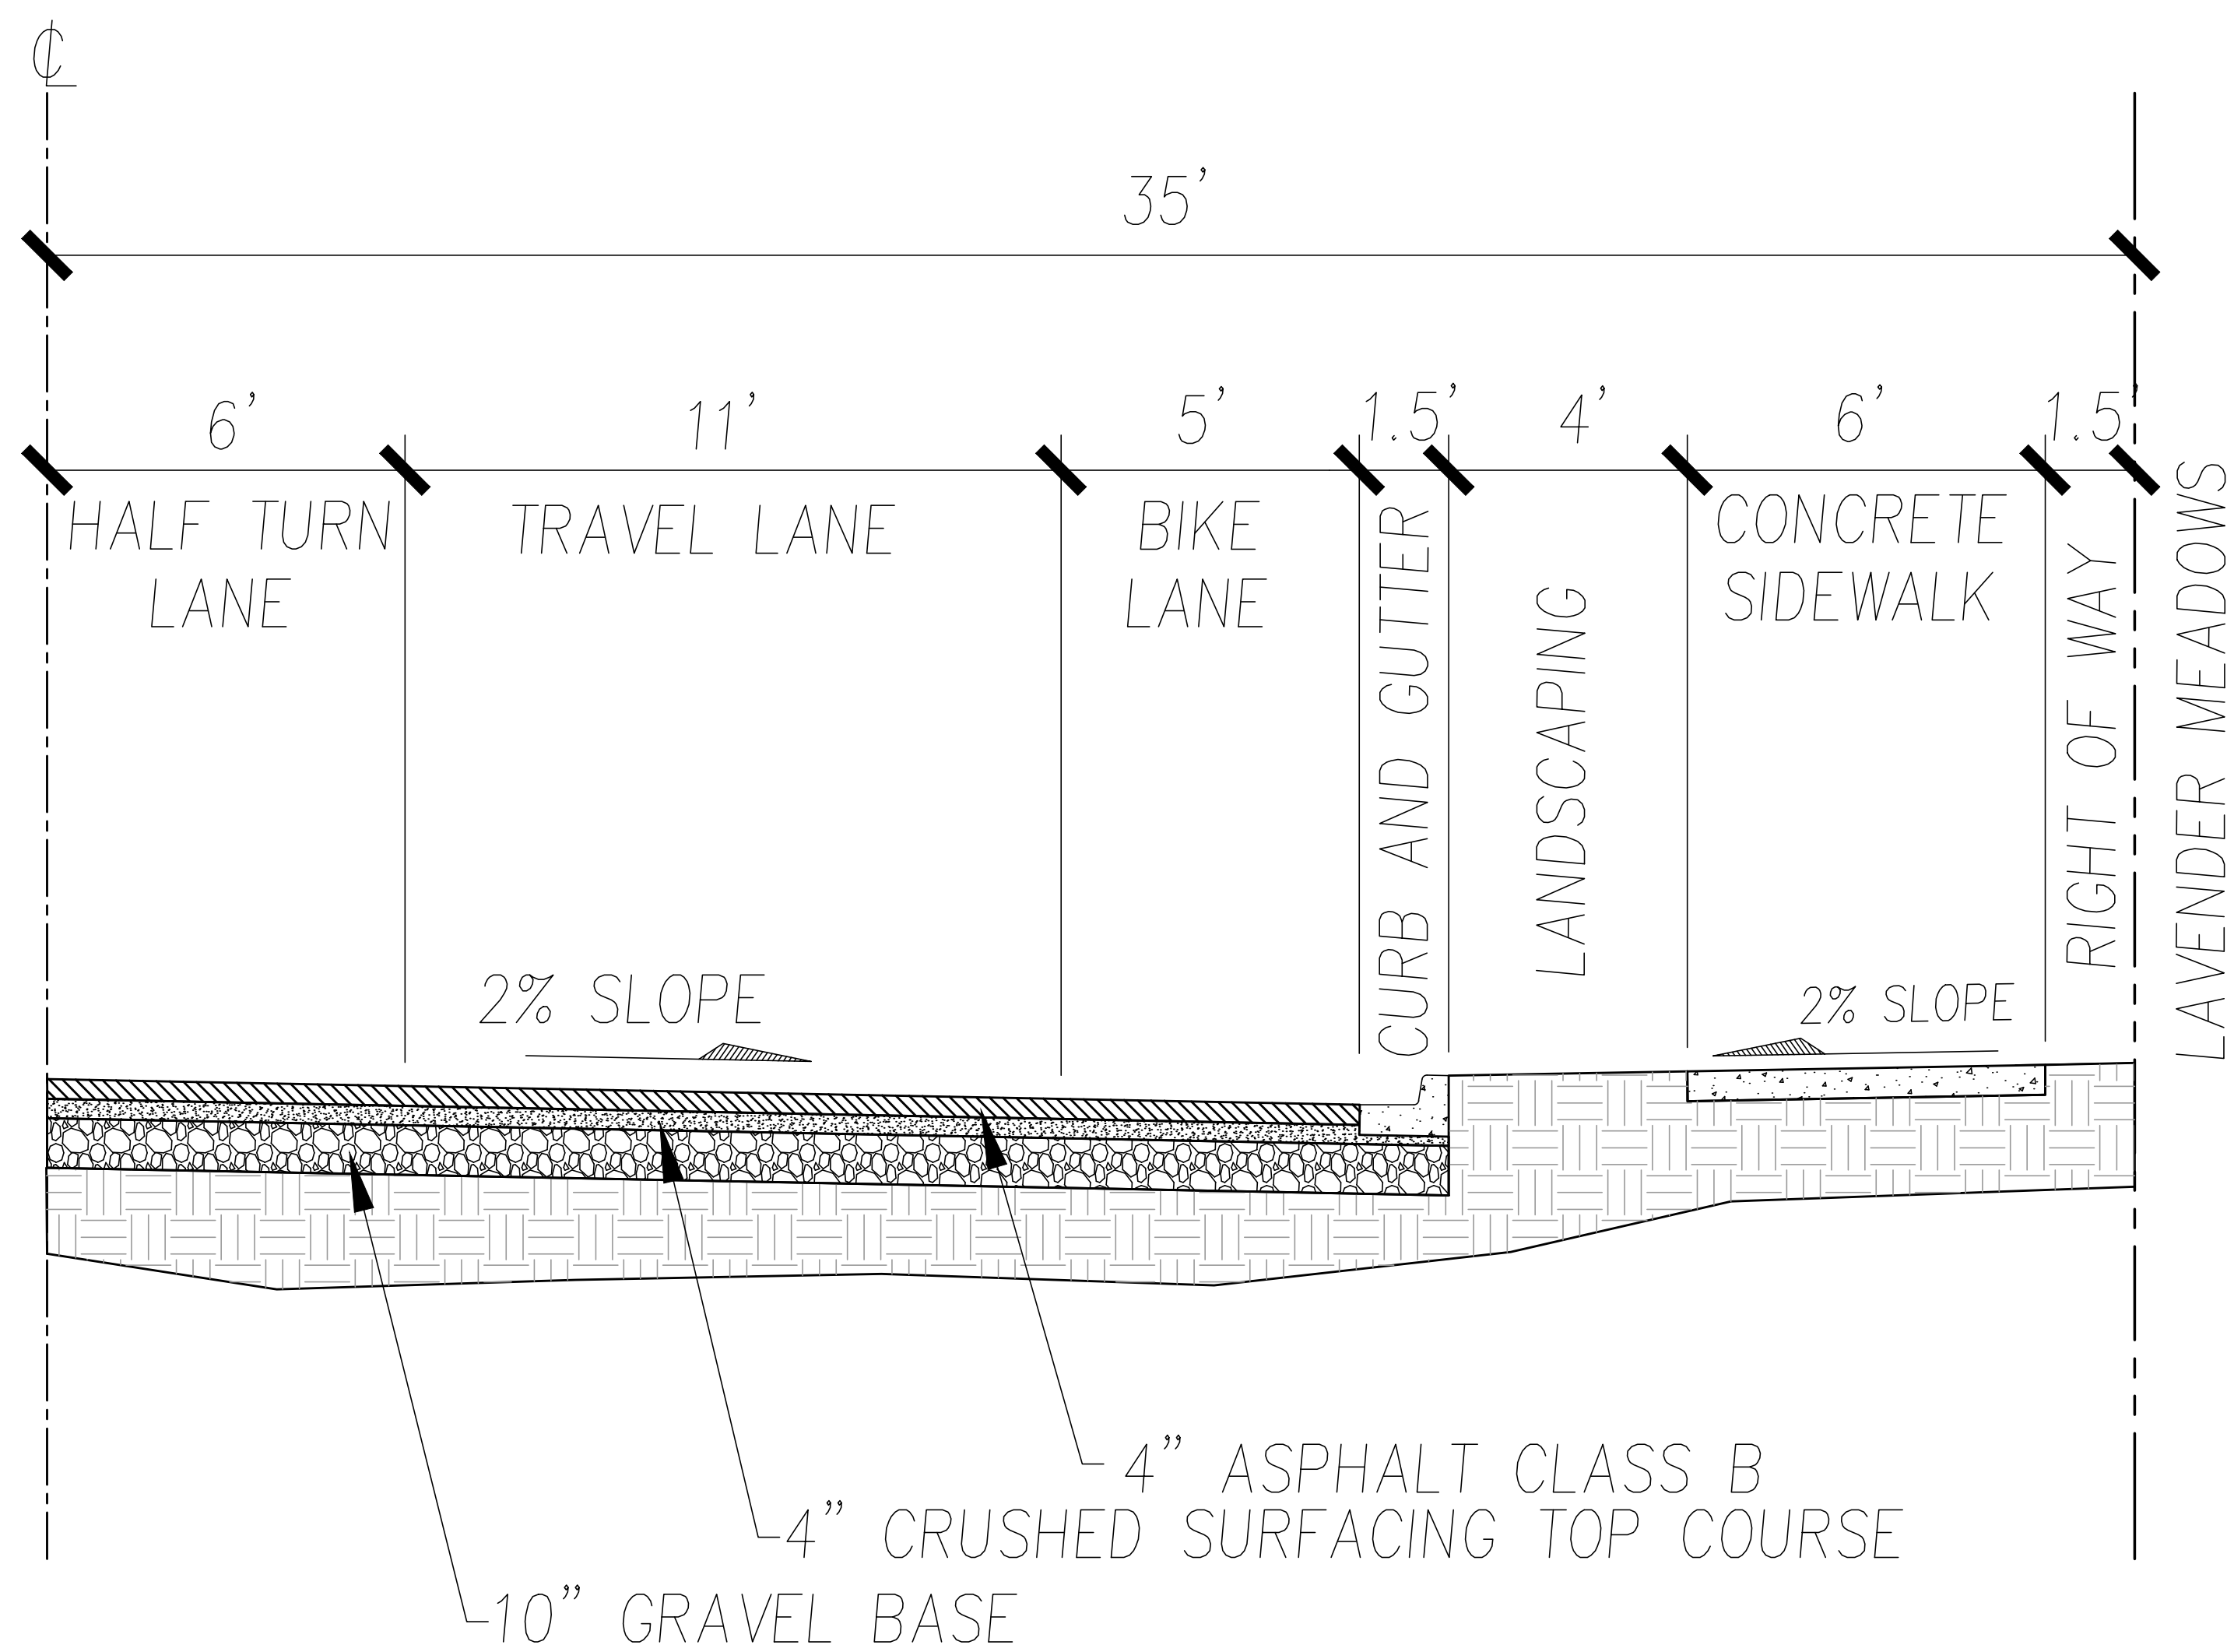 ℄
35’
6’
11’
5’
1.5’
4’
6’
1.5’
HALF TURN
LANE
TRAVEL LANE
BIKE
LANE
CURB AND GUTTER
LANDSCAPING
CONCRETE
SIDEWALK
RIGHT OF WAY
LAVENDER MEADOWS
2% SLOPE
2% SLOPE
4” ASPHALT CLASS B
4” CRUSHED SURFACING TOP COURSE
10” GRAVEL BASE